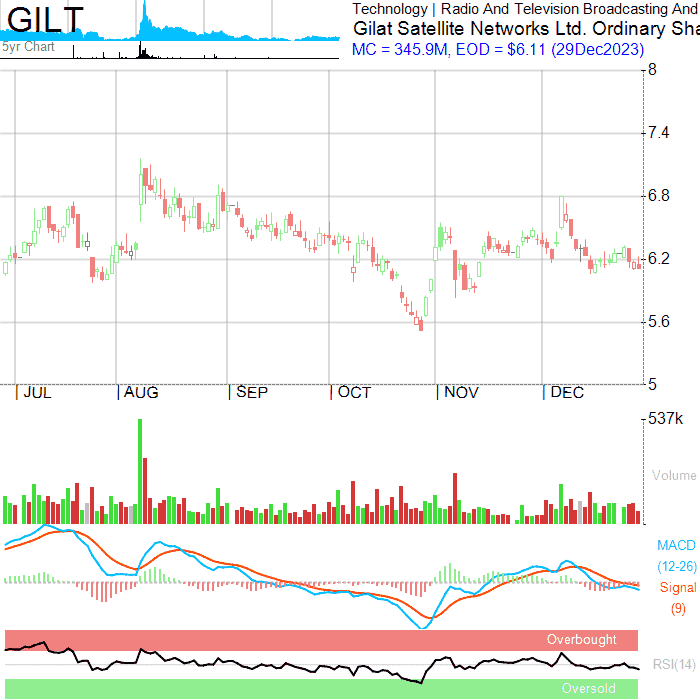 GILT
5yr Chart
Technology | Radio And Television Broadcasting And
Gilat Satellite Networks Ltd. Ordinary Sha
MC = 345.9M, EOD = $6.11 (29Dec2023)
8
7.4
6.8
6.2
5.6
5
JUL
AUG
SEP
OCT
NOV
DEC
537k
Volume
MACD
(12-26)
Signal
(9)
Overbought
RSI(14)
Oversold